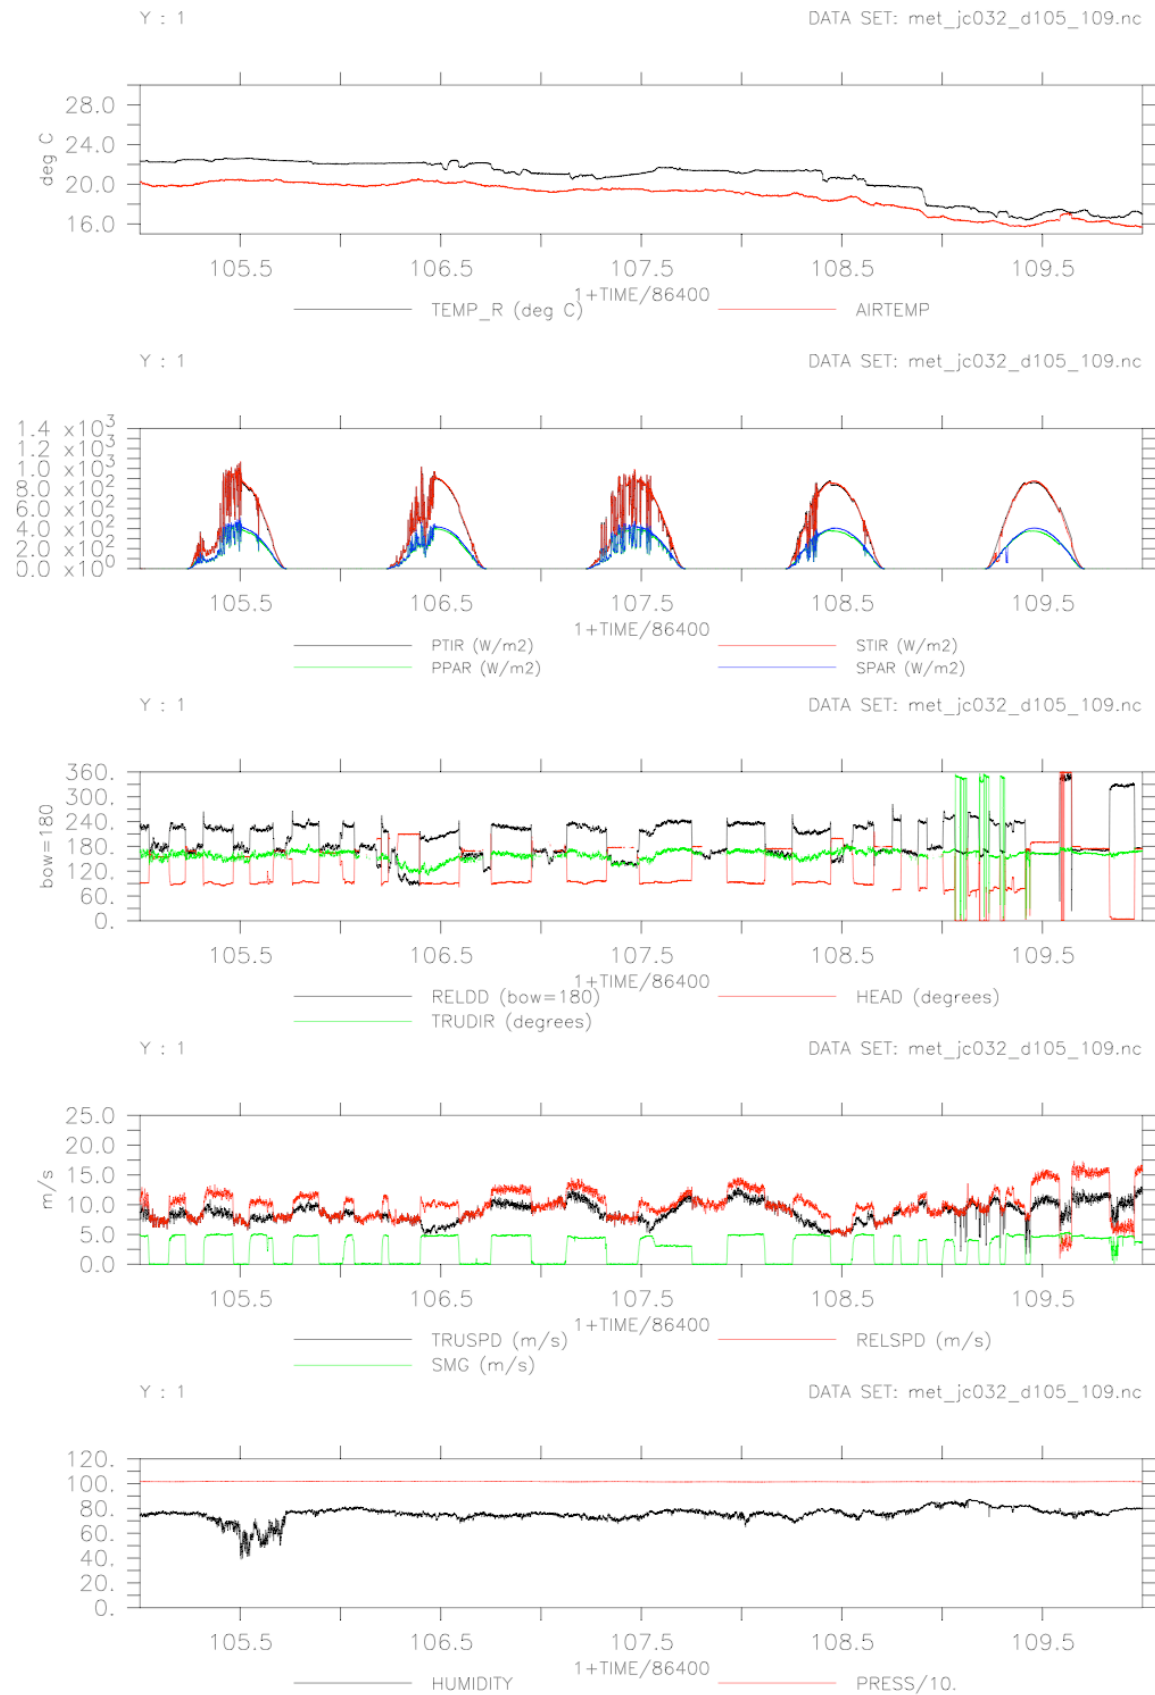 Y : 1 DATA SET: met_jc032_d105_109.nc
28.0
24.0
20.0
16.0
deg C
105.5 106.5 107.5 108.5 109.5
1+TIME/86400
TEMP_R (deg C) AIRTEMP
Y : 1 DATA SET: met_jc032_d105_109.nc
1.4 x10³
1.2 x10³
1.0 x10³
8.0 x10²
6.0 x10²
4.0 x10²
2.0 x10²
0.0 x10⁰
105.5 106.5 107.5 108.5 109.5
1+TIME/86400
PTIR (W/m2) STIR (W/m2)
PPAR (W/m2) SPAR (W/m2)
Y : 1 DATA SET: met_jc032_d105_109.nc
360.
300.
240.
180.
120.
60.
0.
bow=180
105.5 106.5 107.5 108.5 109.5
1+TIME/86400
RELDD (bow=180) HEAD (degrees)
TRUDIR (degrees)
Y : 1 DATA SET: met_jc032_d105_109.nc
25.0
20.0
15.0
10.0
5.0
0.0
m/s
105.5 106.5 107.5 108.5 109.5
1+TIME/86400
TRUSPD (m/s) RELSPD (m/s)
SMG (m/s)
Y : 1 DATA SET: met_jc032_d105_109.nc
120.
100.
80.
60.
40.
20.
0.
105.5 106.5 107.5 108.5 109.5
1+TIME/86400
HUMIDITY PRESS/10.